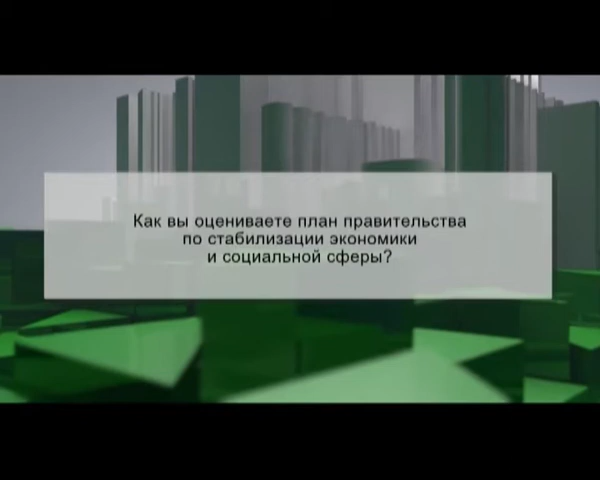 Как вы оцениваете план правительства
по стабилизации экономики
и социальной сферы?